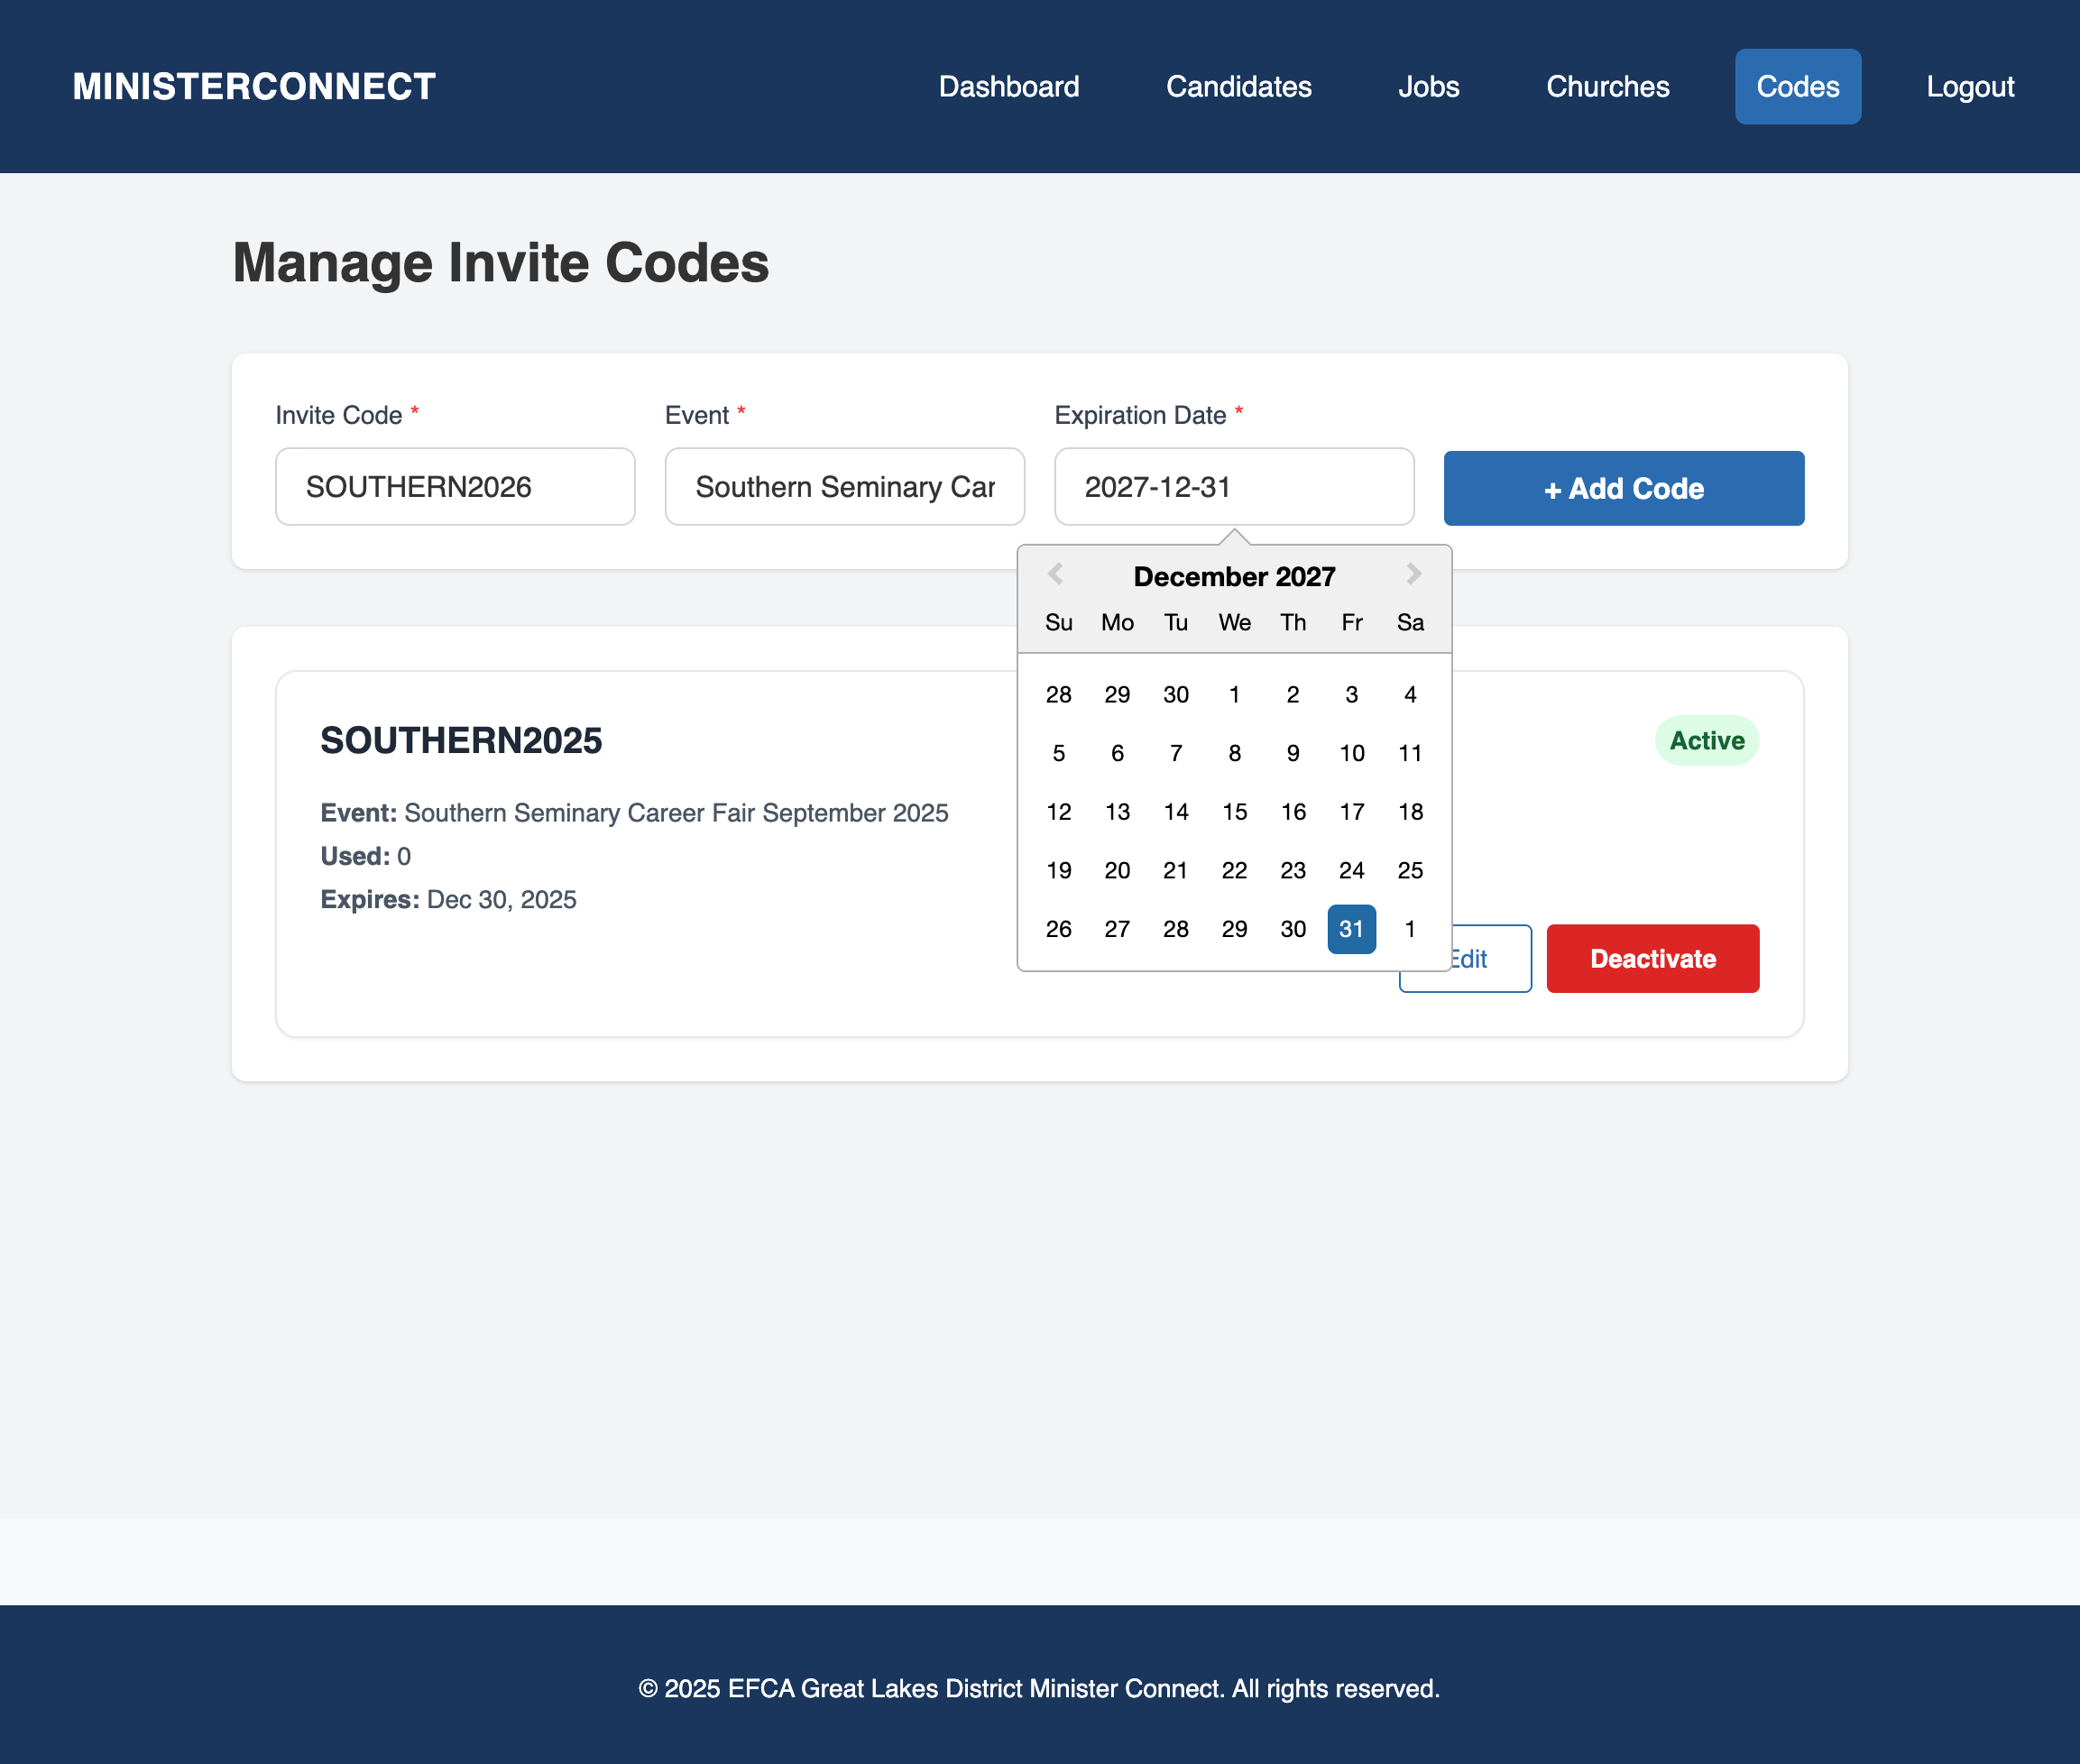 MINISTERCONNECT Dashboard Candidates Jobs Churches Codes Logout
Manage Invite Codes
Invite Code * Event * Expiration Date *
SOUTHERN2026 Southern Seminary Car 2027-12-31 + Add Code
December 2027
Su Mo Tu We Th Fr Sa
28 29 30 1 2 3 4
5 6 7 8 9 10 11
12 13 14 15 16 17 18
19 20 21 22 23 24 25
26 27 28 29 30 31 1
SOUTHERN2025 Active
Event: Southern Seminary Career Fair September 2025
Used: 0
Expires: Dec 30, 2025
Edit Deactivate
© 2025 EFCA Great Lakes District Minister Connect. All rights reserved.